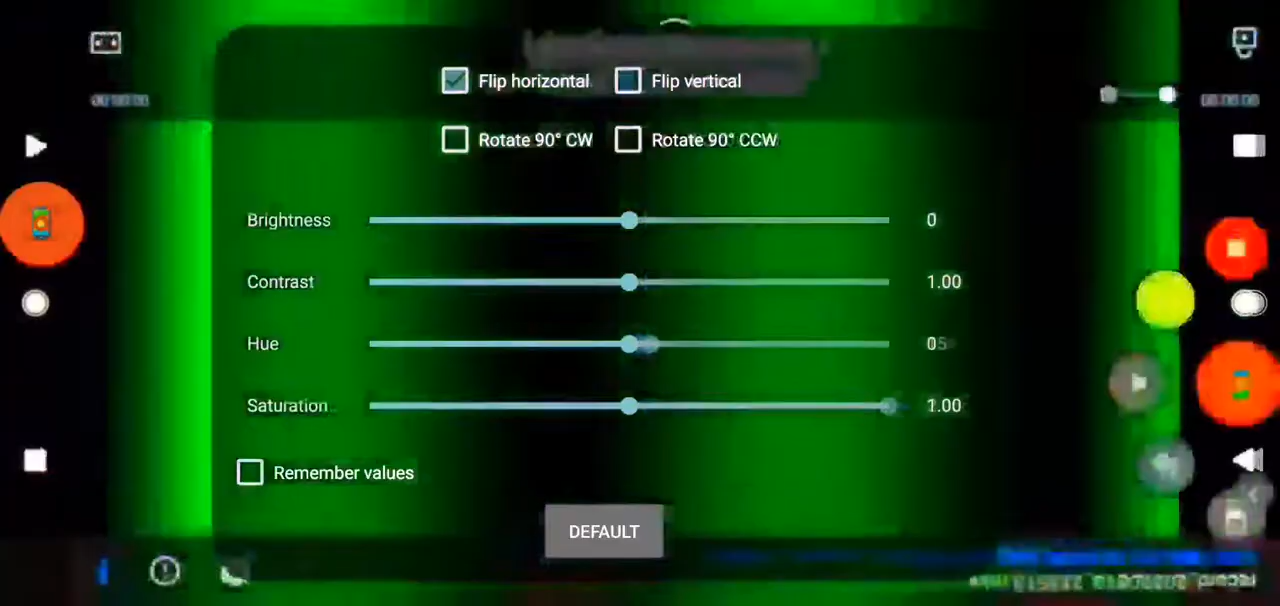 Flip horizontal Flip vertical
Rotate 90° CW Rotate 90° CCW
Brightness 0
Contrast 1.00
Hue 0
Saturation 1.00
Remember values
DEFAULT